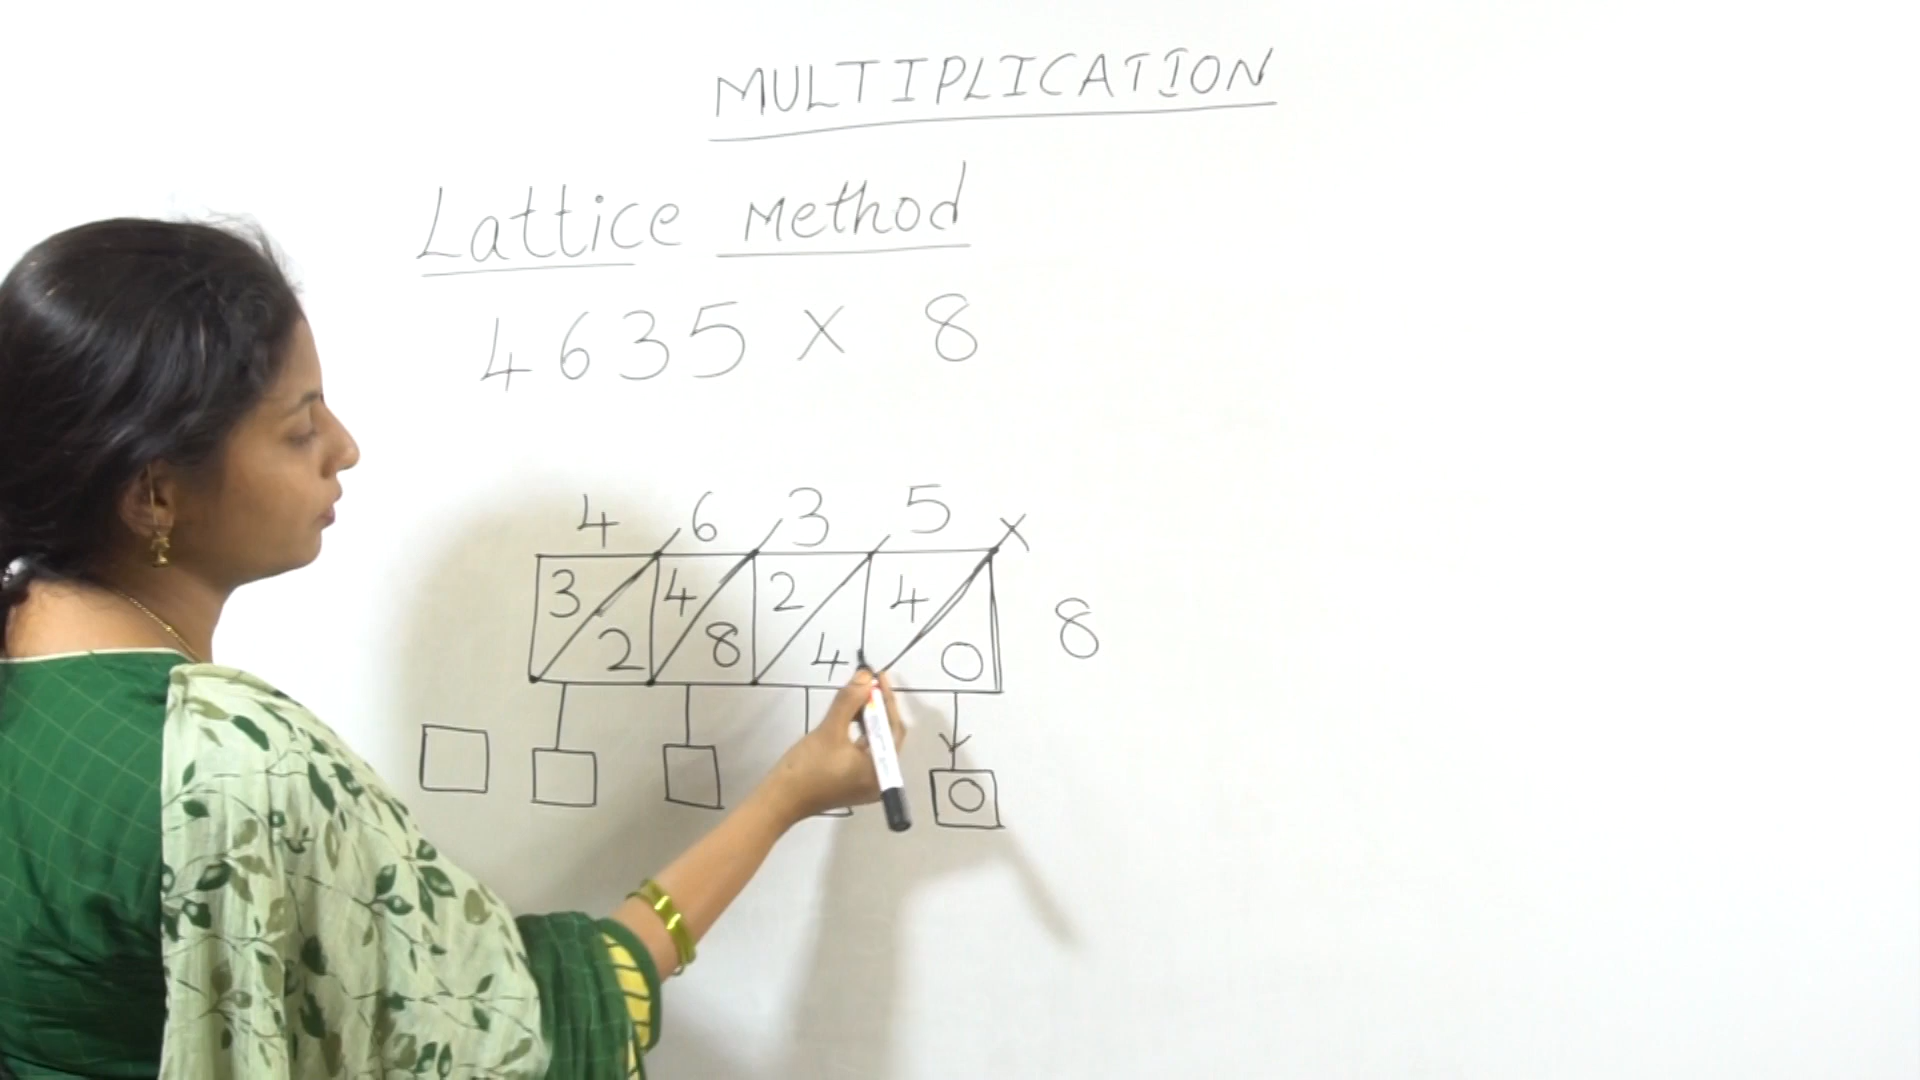 MULTIPLICATION
Lattice Method
4635 x 8
4 6 3 5 x
3 4 2 4
8
2 8 4 0
0